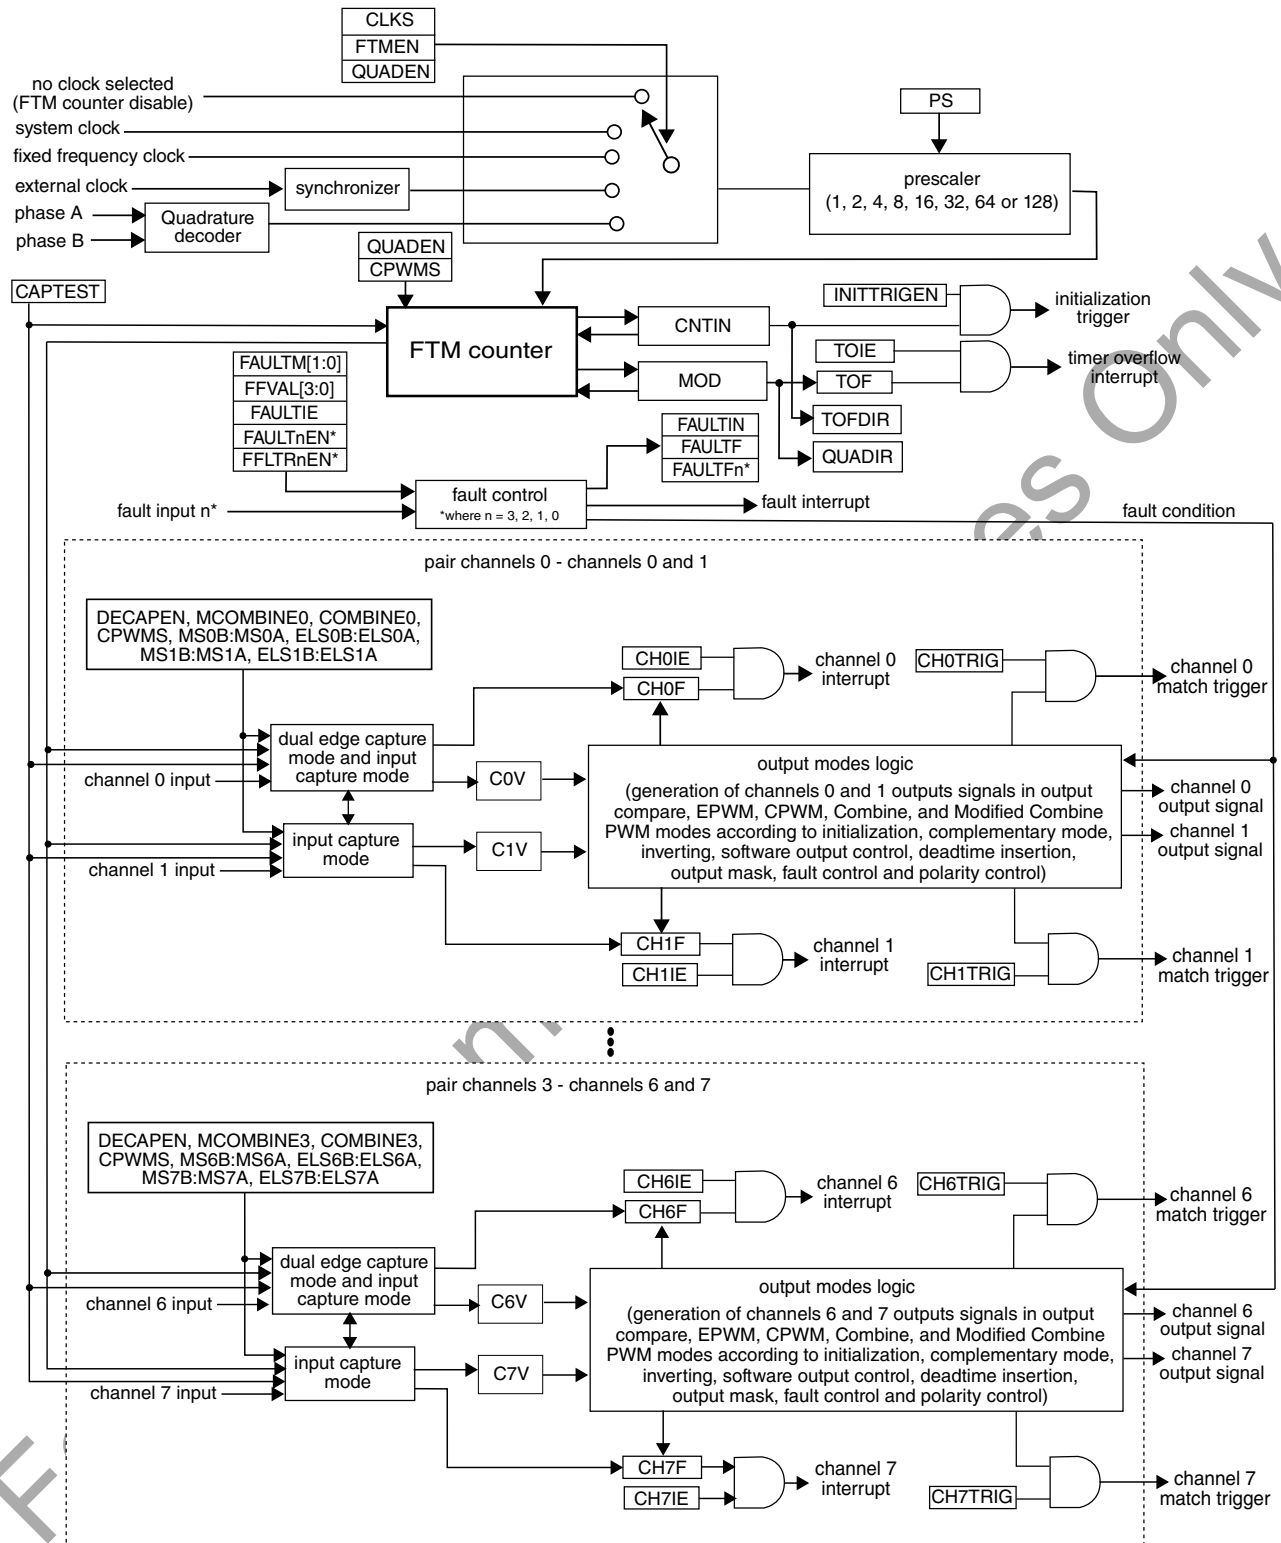 CLKS
FTMEN
QUADEN
no clock selected
(FTM counter disable)
system clock
fixed frequency clock
external clock
synchronizer
phase A
phase B
Quadrature
decoder
PS
prescaler
(1, 2, 4, 8, 16, 32, 64 or 128)
QUADEN
CPWMS
CAPTEST
FTM counter
CNTIN
MOD
INITTRIGEN
initialization
trigger
TOIE
TOF
timer overflow
interrupt
TOFDIR
QUADIR
FAULTM[1:0]
FFVAL[3:0]
FAULTIE
FAULTnEN*
FFLTRnEN*
FAULTIN
FAULTF
FAULTFn*
fault input n*
fault control
*where n = 3, 2, 1, 0
fault interrupt
fault condition
pair channels 0 - channels 0 and 1
DECAPEN, MCOMBINE0, COMBINE0,
CPWMS, MS0B:MS0A, ELS0B:ELS0A,
MS1B:MS1A, ELS1B:ELS1A
CH0IE
CH0F
channel 0
interrupt
CH0TRIG
channel 0
match trigger
dual edge capture
mode and input
capture mode
channel 0 input
C0V
input capture
mode
channel 1 input
C1V
output modes logic
(generation of channels 0 and 1 outputs signals in output
compare, EPWM, CPWM, Combine, and Modified Combine
PWM modes according to initialization, complementary mode,
inverting, software output control, deadtime insertion,
output mask, fault control and polarity control)
channel 0
output signal
channel 1
output signal
CH1F
CH1IE
channel 1
interrupt
CH1TRIG
channel 1
match trigger
pair channels 3 - channels 6 and 7
DECAPEN, MCOMBINE3, COMBINE3,
CPWMS, MS6B:MS6A, ELS6B:ELS6A,
MS7B:MS7A, ELS7B:ELS7A
CH6IE
CH6F
channel 6
interrupt
CH6TRIG
channel 6
match trigger
dual edge capture
mode and input
capture mode
channel 6 input
C6V
input capture
mode
channel 7 input
C7V
output modes logic
(generation of channels 6 and 7 outputs signals in output
compare, EPWM, CPWM, Combine, and Modified Combine
PWM modes according to initialization, complementary mode,
inverting, software output control, deadtime insertion,
output mask, fault control and polarity control)
channel 6
output signal
channel 7
output signal
CH7F
CH7IE
channel 7
interrupt
CH7TRIG
channel 7
match trigger
Only